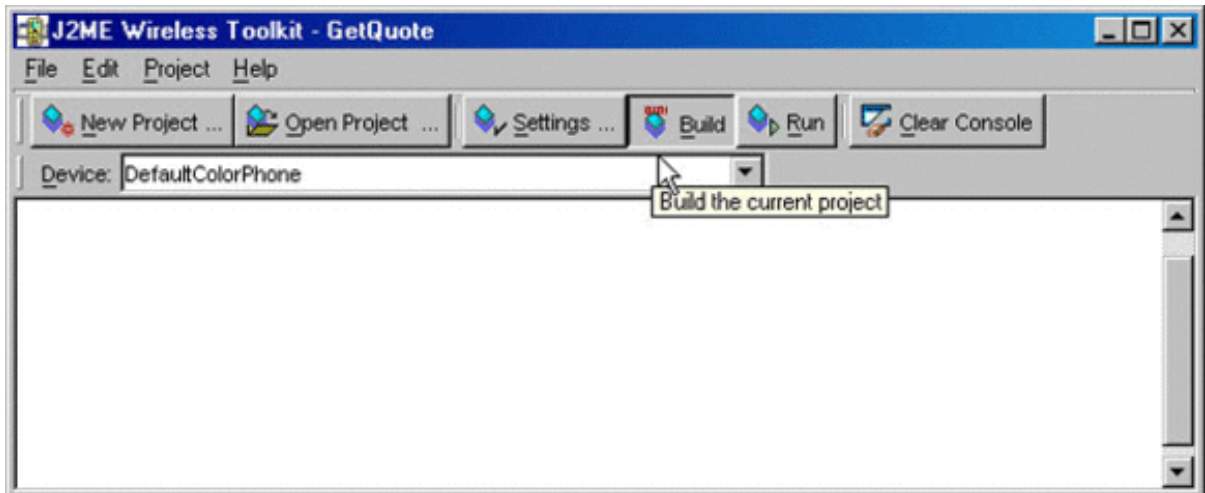 J2ME Wireless Toolkit - GetQuote
File Edit Project Help
New Project ... Open Project ... Settings ... Build Run Clear Console
Device: DefaultColorPhone
Build the current project